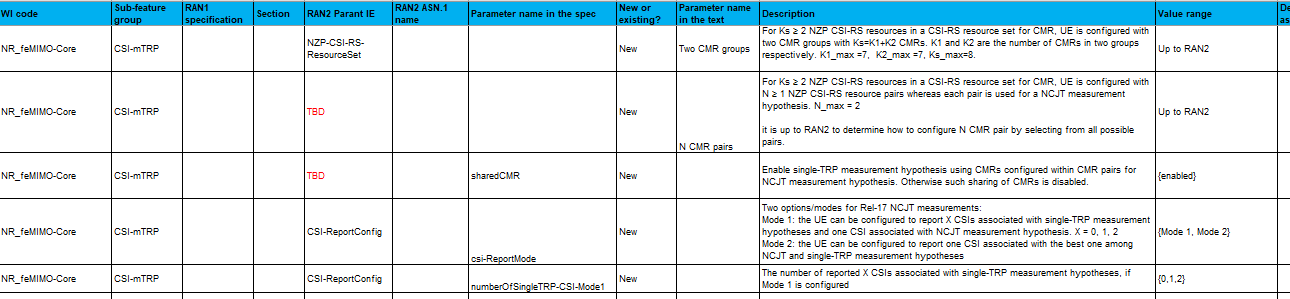 WI code
Sub-feature group
RAN1 specification
Section
RAN2 Parant IE
RAN2 ASN.1 name
Parameter name in the spec
New or existing?
Parameter name in the text
Description
Value range
De
as
NR_feMIMO-Core
CSI-mTRP
NZP-CSI-RS-
ResourceSet
New
Two CMR groups
For Ks ≥ 2 NZP CSI-RS resources in a CSI-RS resource set for CMR, UE is configured with
two CMR groups with Ks=K1+K2 CMRs. K1 and K2 are the number of CMRs in two groups
respectively. K1_max =7, K2_max =7, Ks_max=8.
Up to RAN2
NR_feMIMO-Core
CSI-mTRP
TBD
New
N CMR pairs
For Ks ≥ 2 NZP CSI-RS resources in a CSI-RS resource set for CMR, UE is configured with
N ≥ 1 NZP CSI-RS resource pairs whereas each pair is used for a NCJT measurement
hypothesis. N_max = 2
it is up to RAN2 to determine how to configure N CMR pair by selecting from all possible
pairs.
Up to RAN2
NR_feMIMO-Core
CSI-mTRP
TBD
sharedCMR
New
Enable single-TRP measurement hypothesis using CMRs configured within CMR pairs for
NCJT measurement hypothesis. Otherwise such sharing of CMRs is disabled.
{enabled}
NR_feMIMO-Core
CSI-mTRP
CSI-ReportConfig
csi-ReportMode
New
Two options/modes for Rel-17 NCJT measurements:
Mode 1: the UE can be configured to report X CSIs associated with single-TRP measurement
hypotheses and one CSI associated with NCJT measurement hypothesis. X = 0, 1, 2
Mode 2: the UE can be configured to report one CSI associated with the best one among
NCJT and single-TRP measurement hypotheses
{Mode 1, Mode 2}
NR_feMIMO-Core
CSI-mTRP
CSI-ReportConfig
numberOfSingleTRP-CSI-Mode1
New
The number of reported X CSIs associated with single-TRP measurement hypotheses, if
Mode 1 is configured
{0,1,2}